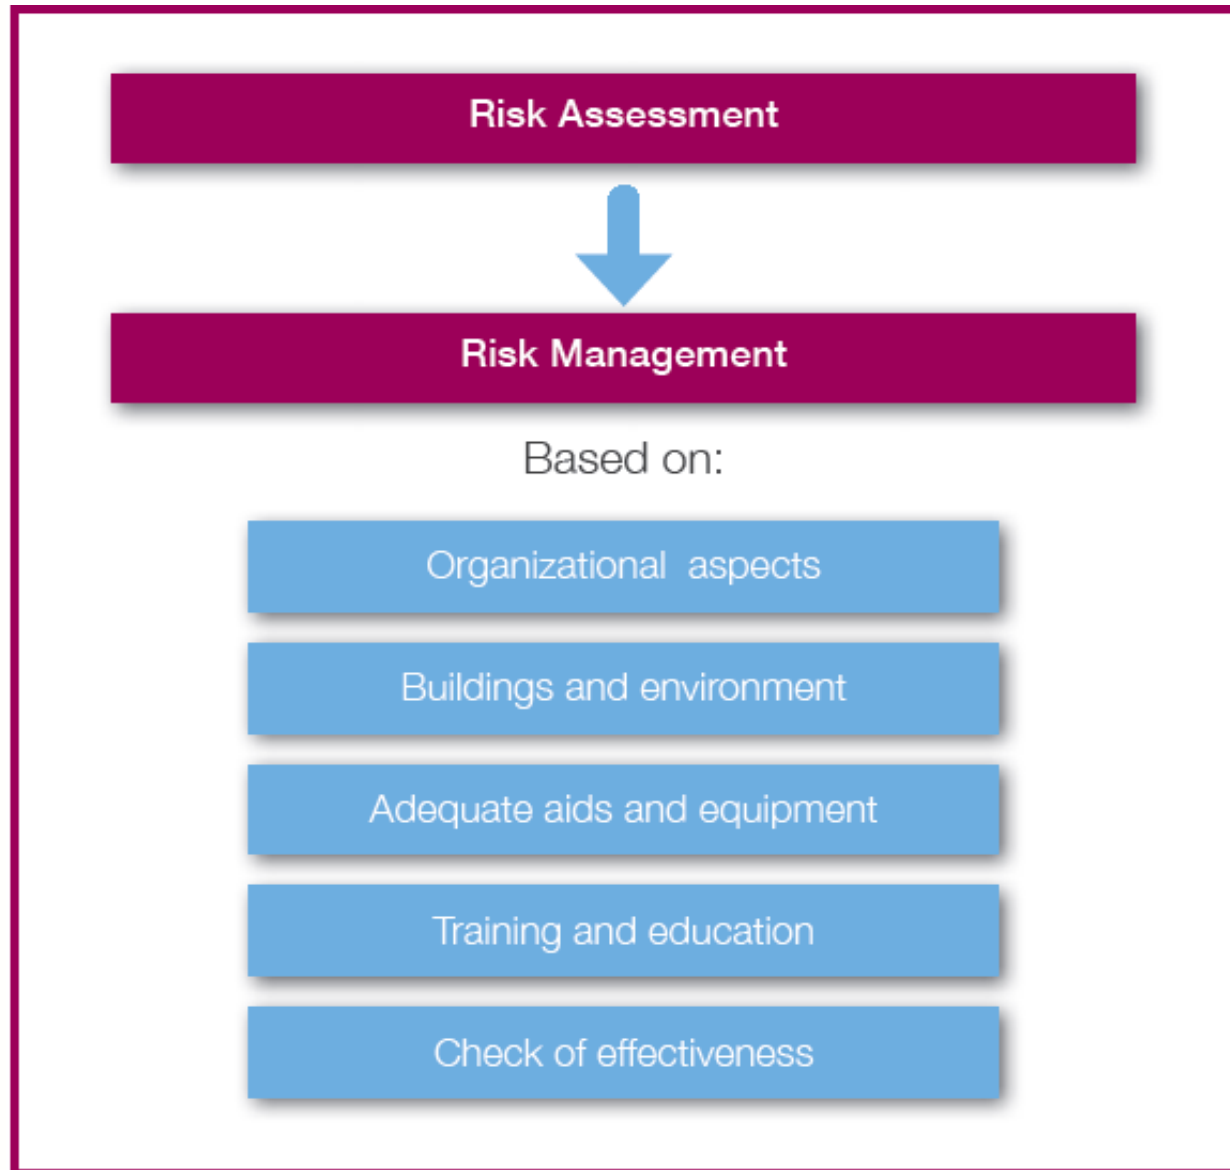 Risk Assessment
Risk Management
Based on:
Organizational aspects
Buildings and environment
Adequate aids and equipment
Training and education
Check of effectiveness